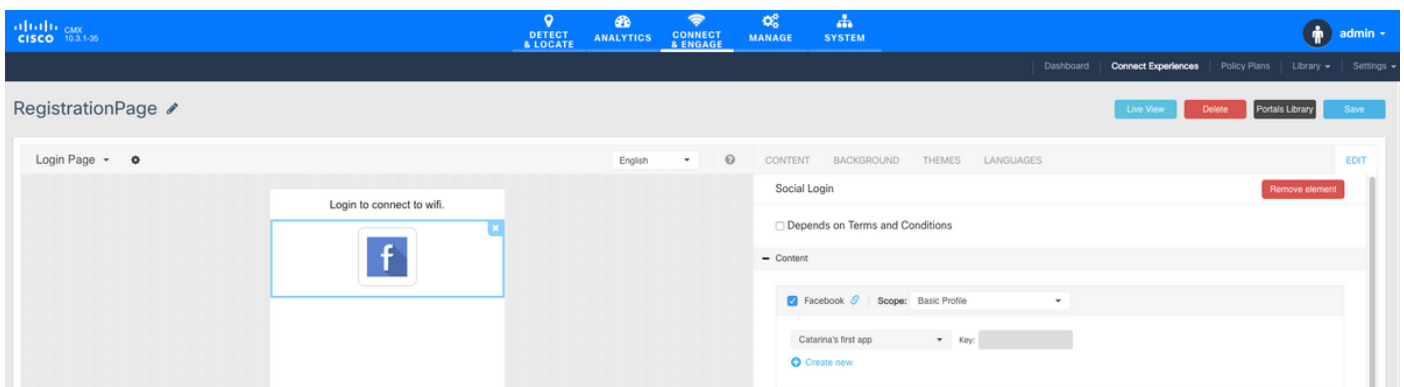 CISCO CMX 10.3.1-35
DETECT & LOCATE
ANALYTICS
CONNECT & ENGAGE
MANAGE
SYSTEM
admin
Dashboard
Connect Experiences
Policy Plans
Library
Settings
RegistrationPage
Live View
Delete
Portals Library
Save
Login Page
English
CONTENT
BACKGROUND
THEMES
LANGUAGES
EDIT
Social Login
Remove element
Login to connect to wifi.
Depends on Terms and Conditions
Content
Facebook
Scope: Basic Profile
Catarina's first app
Key:
Create new